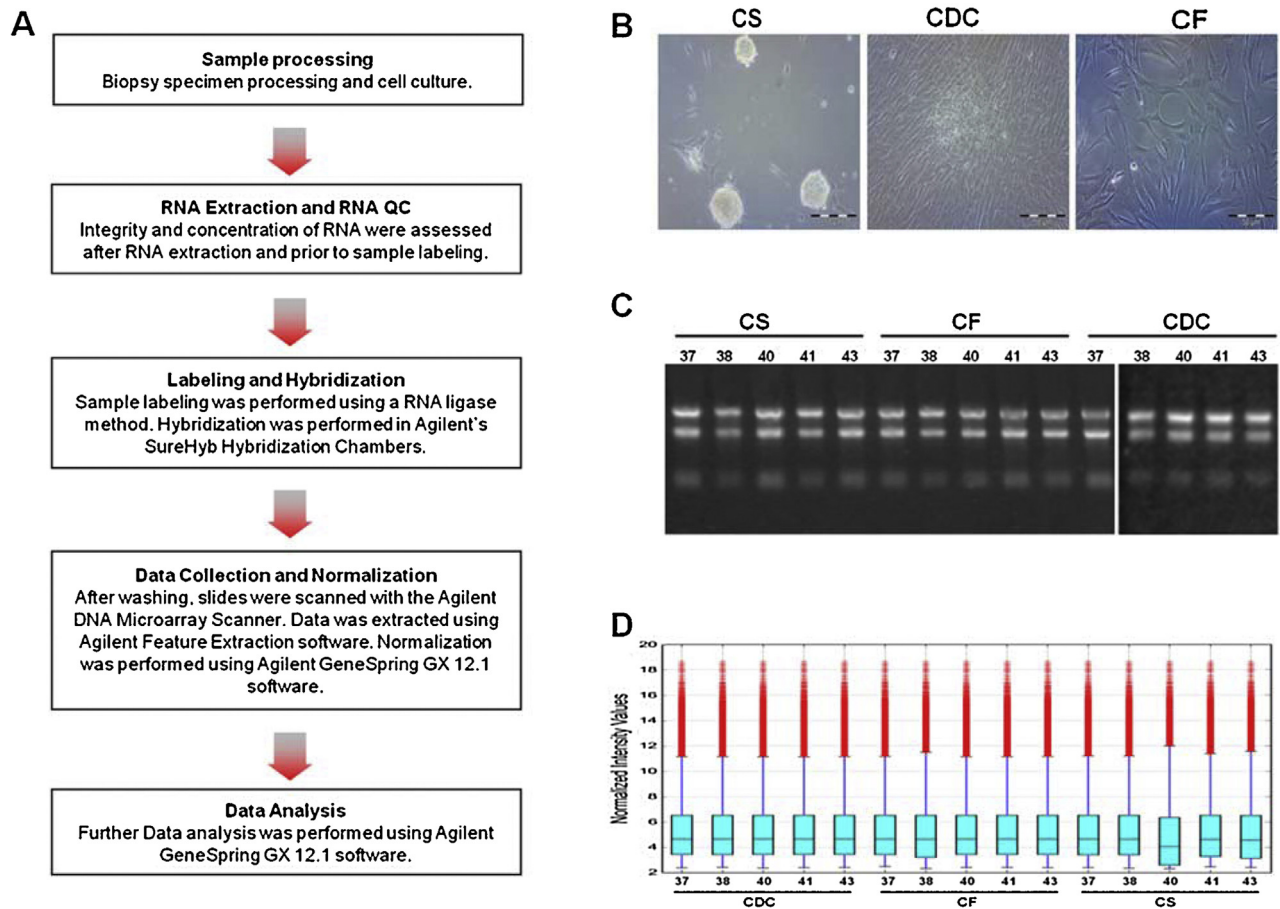 A
Sample processing
Biopsy specimen processing and cell culture.
RNA Extraction and RNA QC
Integrity and concentration of RNA were assessed
after RNA extraction and prior to sample labeling.
Labeling and Hybridization
Sample labeling was performed using a RNA ligase
method. Hybridization was performed in Agilent's
SureHyb Hybridization Chambers.
Data Collection and Normalization
After washing, slides were scanned with the Agilent
DNA Microarray Scanner. Data was extracted using
Agilent Feature Extraction software. Normalization
was performed using Agilent GeneSpring GX 12.1
software.
Data Analysis
Further Data analysis was performed using Agilent
GeneSpring GX 12.1 software.
B
CS CDC CF
C
CS CF CDC
37 38 40 41 43 37 38 40 41 43 37 38 40 41 43
D
Normalized Intensity Values
20
18
16
14
12
10
8
6
4
2
37 38 40 41 43 37 38 40 41 43 37 38 40 41 43
CDC CF CS